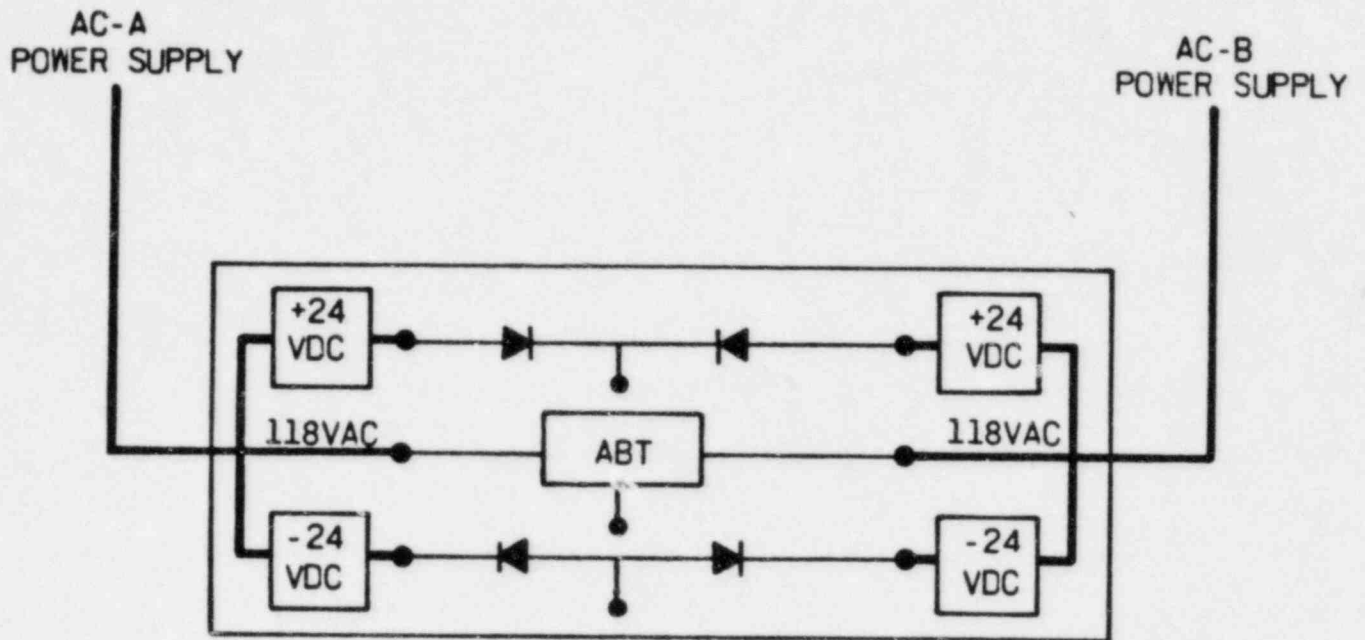 AC-A
POWER SUPPLY
AC-B
POWER SUPPLY
+24
VDC
+24
VDC
118VAC
ABT
118VAC
-24
VDC
-24
VDC